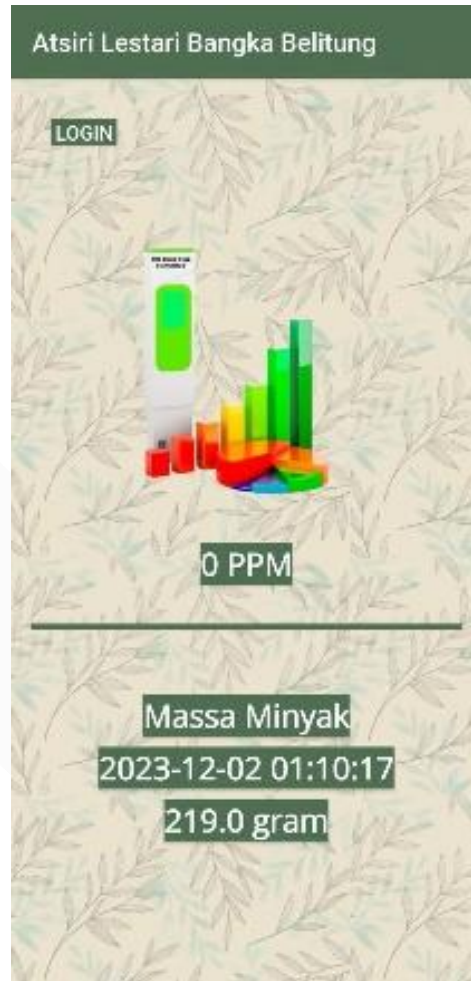 Atsiri Lestari Bangka Belitung
LOGIN
0 PPM
Massa Minyak
2023-12-02 01:10:17
219.0 gram